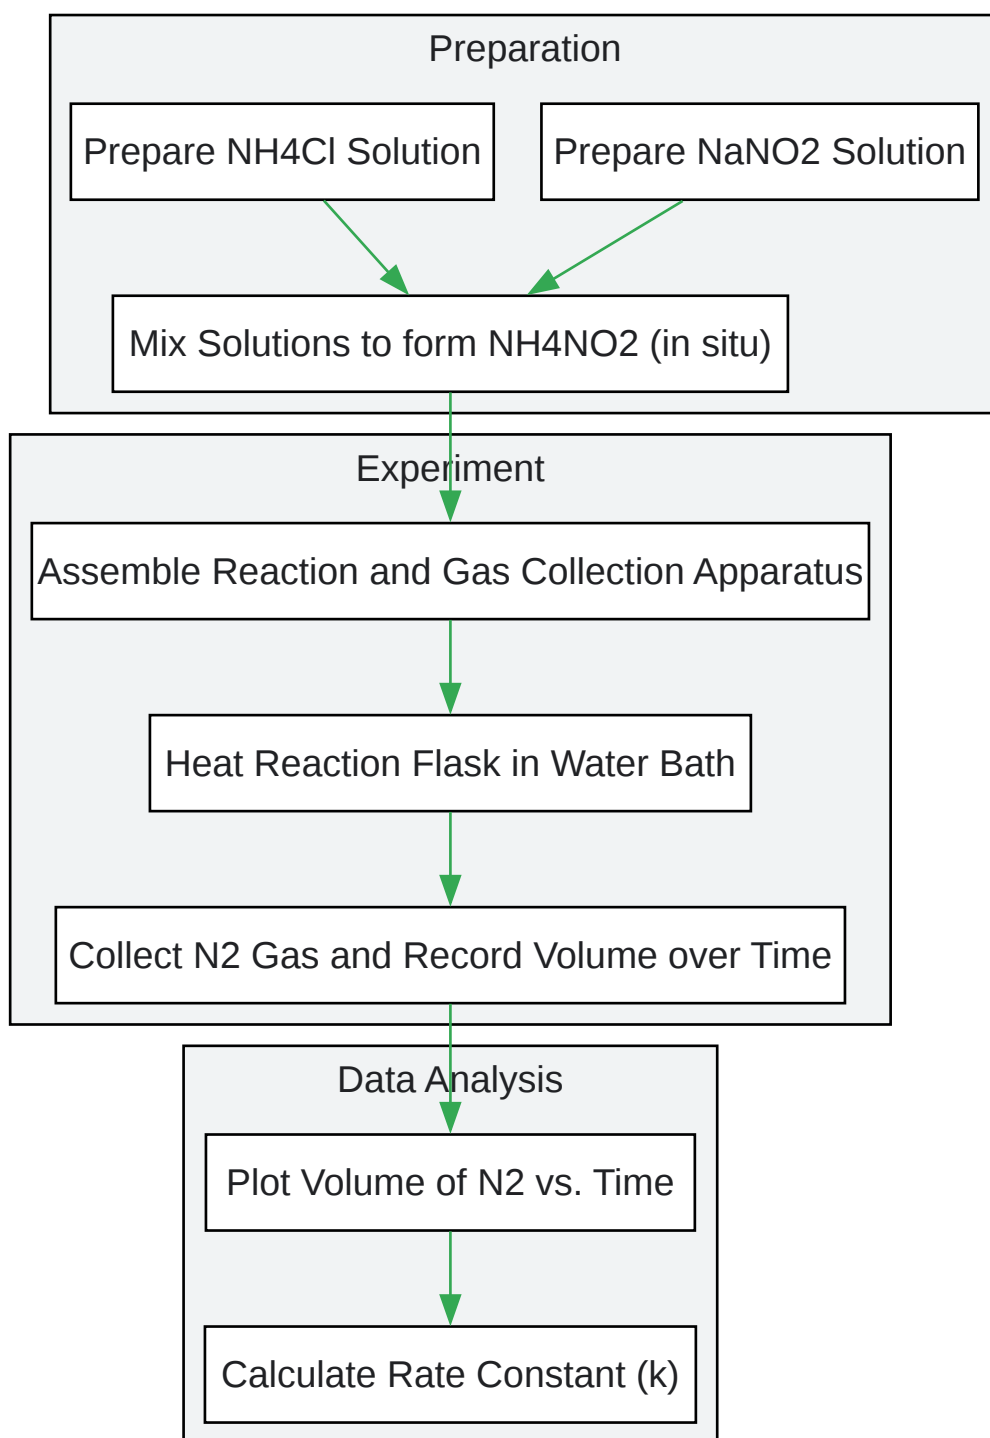 Preparation
Prepare NH4Cl Solution
Prepare NaNO2 Solution
Mix Solutions to form NH4NO2 (in situ)
Experiment
Assemble Reaction and Gas Collection Apparatus
Heat Reaction Flask in Water Bath
Collect N2 Gas and Record Volume over Time
Data Analysis
Plot Volume of N2 vs. Time
Calculate Rate Constant (k)